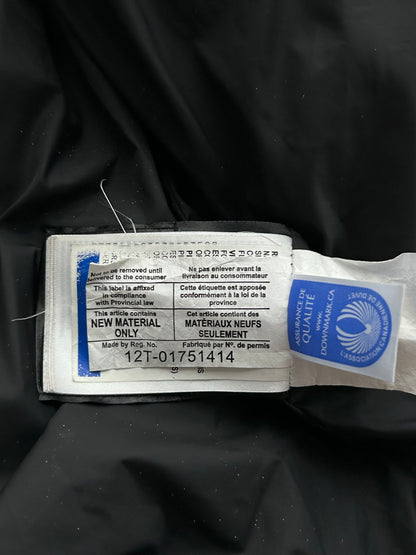 Not to be removed until
delivered to the consumer
Ne pas enlever avant la
livraison au consommateur
This label is affixed
in compliance
with Provincial law
Cette étiquette est apposée
conformément à la loi de la
province
This article contains
NEW MATERIAL
ONLY
Cet article contient des
MATÉRIAUX NEUFS
SEULEMENT
Made by Reg. No.
Fabriqué par Nº. de permis
12T-01751414
ASSURANCE DE
QUALITÉ
www.
DOWNMARK.CA
L'ASSOCIATION CANADIENNE DE DUVET